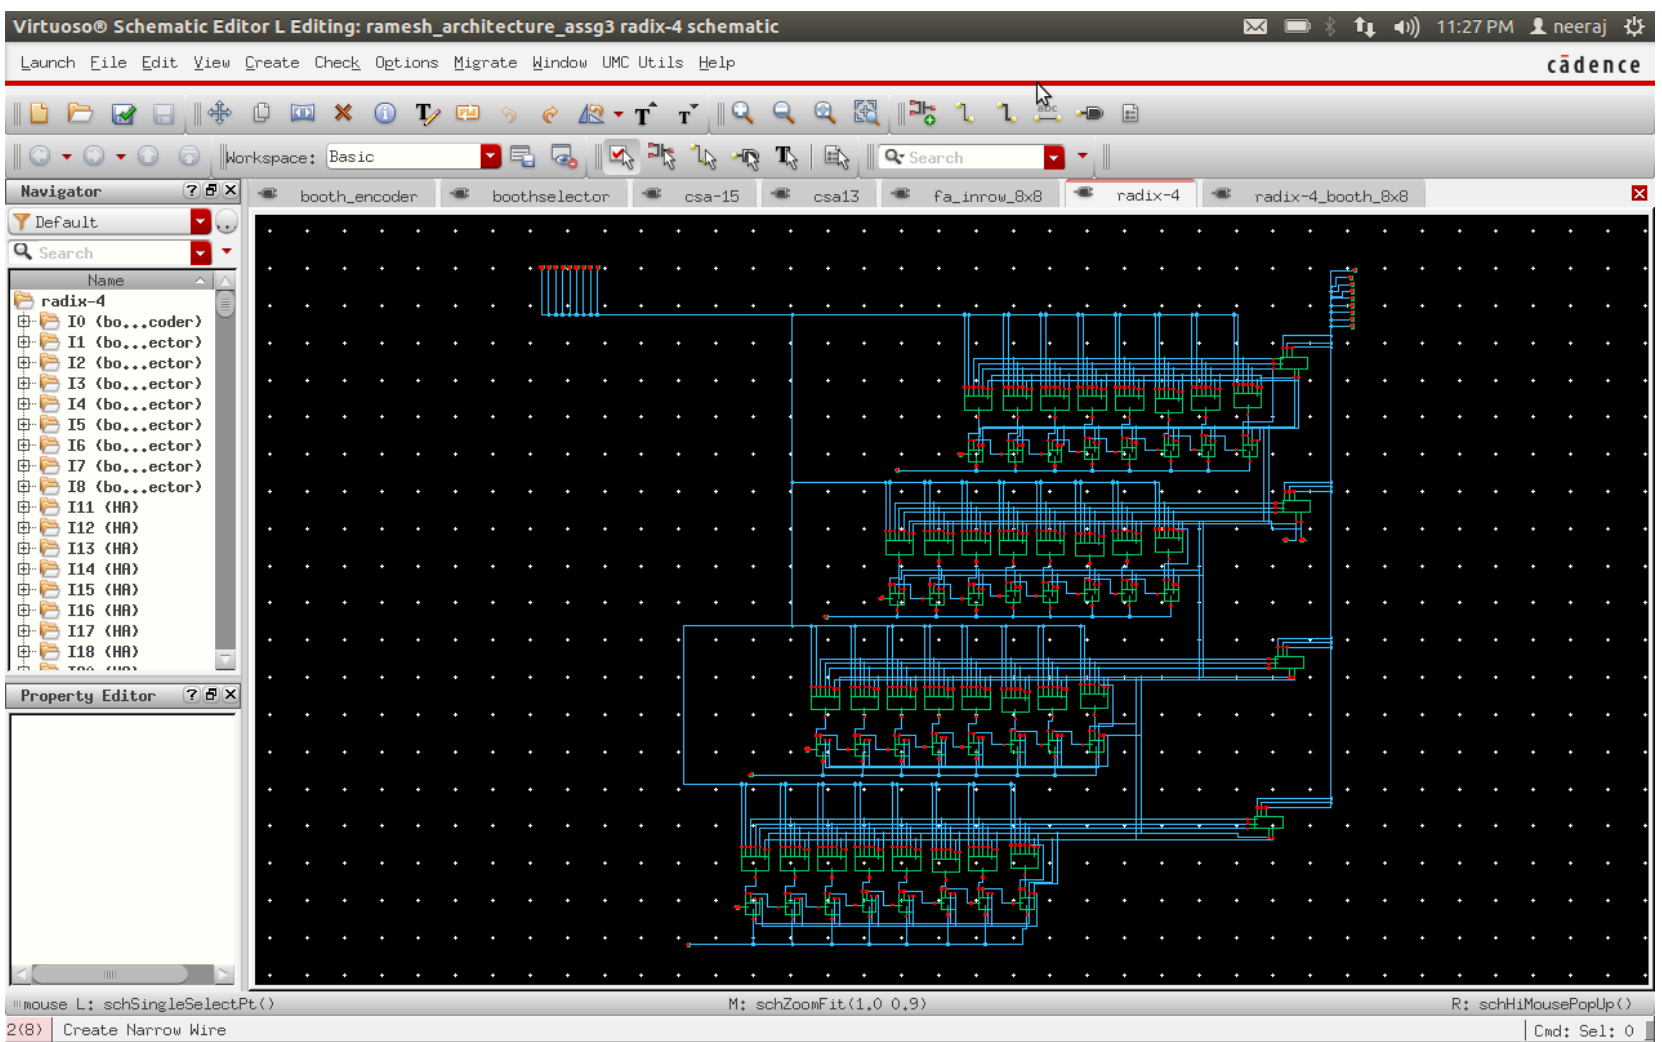 Virtuoso® Schematic Editor L Editing: ramesh_architecture_assg3 radix-4 schematic
11:27 PM neeraj
Launch File Edit View Create Check Options Migrate Window UMC Utils Help
cādence
Workspace: Basic
Search
Navigator
booth_encoder boothselector csa-15 csa13 fa_inrow_8x8 radix-4 radix-4_booth_8x8
Default
Search
Name
radix-4
I0 (bo...coder)
I1 (bo...ector)
I2 (bo...ector)
I3 (bo...ector)
I4 (bo...ector)
I5 (bo...ector)
I6 (bo...ector)
I7 (bo...ector)
I8 (bo...ector)
I11 (HA)
I12 (HA)
I13 (HA)
I14 (HA)
I15 (HA)
I16 (HA)
I17 (HA)
I18 (HA)
Property Editor
mouse L: schSingleSelectPt()
M: schZoomFit(1.0 0.9)
R: schHiMousePopUp()
2(8) Create Narrow Wire
Cmd: Sel: 0